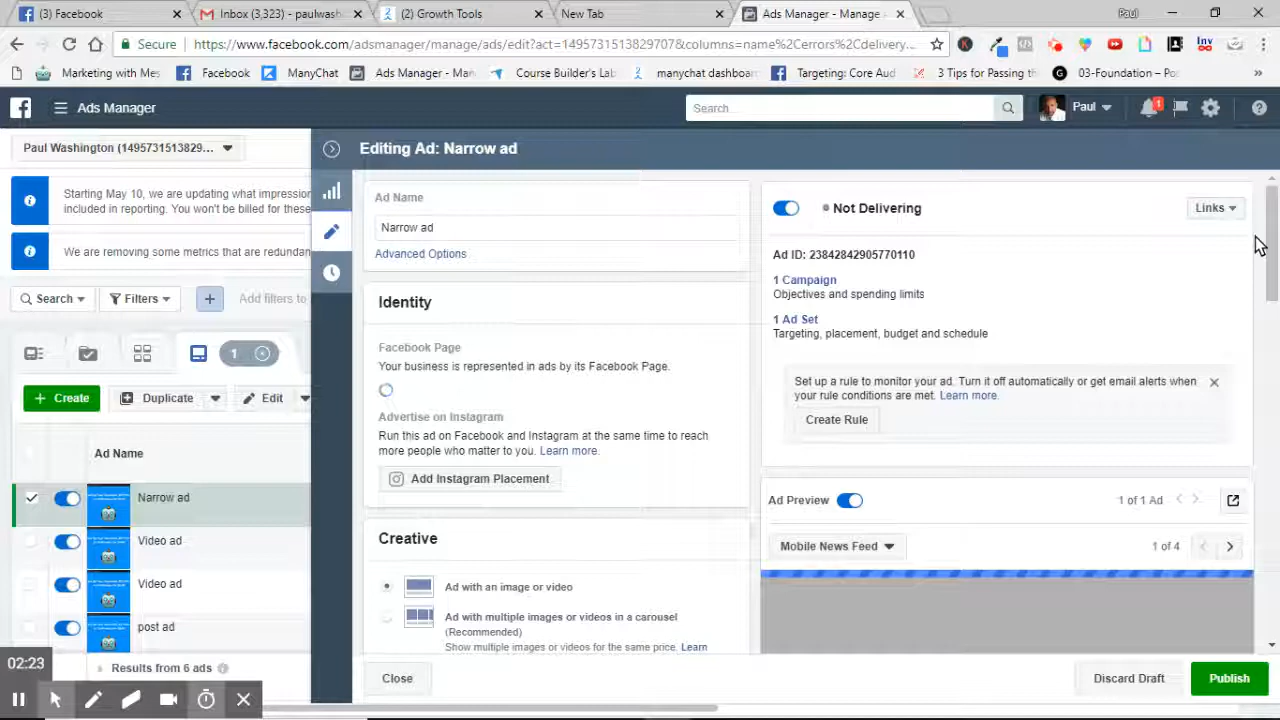 (3) Facebook
Inbox (3,323) - paulwash
(2) Growth Tools
New Tab
Ads Manager - Manage
Paul
Secure
https://www.facebook.com/adsmanager/manage/ads/edit?act=149573151382970​7&columns=name%2Cerrors%2Cdelivery...
Inv
Marketing with Mes
Facebook
ManyChat
Ads Manager - Man
Course Builder's Lab
manychat dashboar
Targeting: Core Aud
3 Tips for Passing th
03-Foundation – Po
»
Ads Manager
Search...
Paul
1
Paul Washington (1495731513829...
Editing Ad: Narrow ad
Starting May 10, we are updating what impression
included in reporting. You won't be billed for these
We are removing some metrics that are redundan
Search
Filters
Add filters to
1
Create
Duplicate
Edit
Ad Name
Narrow ad
Video ad
Video ad
post ad
Results from 6 ads
Ad Name
Narrow ad
Advanced Options
Identity
Facebook Page
Your business is represented in ads by its Facebook Page.
Advertise on Instagram
Run this ad on Facebook and Instagram at the same time to reach
more people who matter to you. Learn more.
Add Instagram Placement
Creative
Ad with an image or video
Ad with multiple images or videos in a carousel
(Recommended)
Show multiple images or videos for the same price. Learn
Not Delivering
Links
Ad ID: 23842842905770110
1 Campaign
Objectives and spending limits
1 Ad Set
Targeting, placement, budget and schedule
Set up a rule to monitor your ad. Turn it off automatically or get email alerts when
your rule conditions are met. Learn more.
Create Rule
Ad Preview
1 of 1 Ad
Mobile News Feed
1 of 4
Close
Discard Draft
Publish
02:23